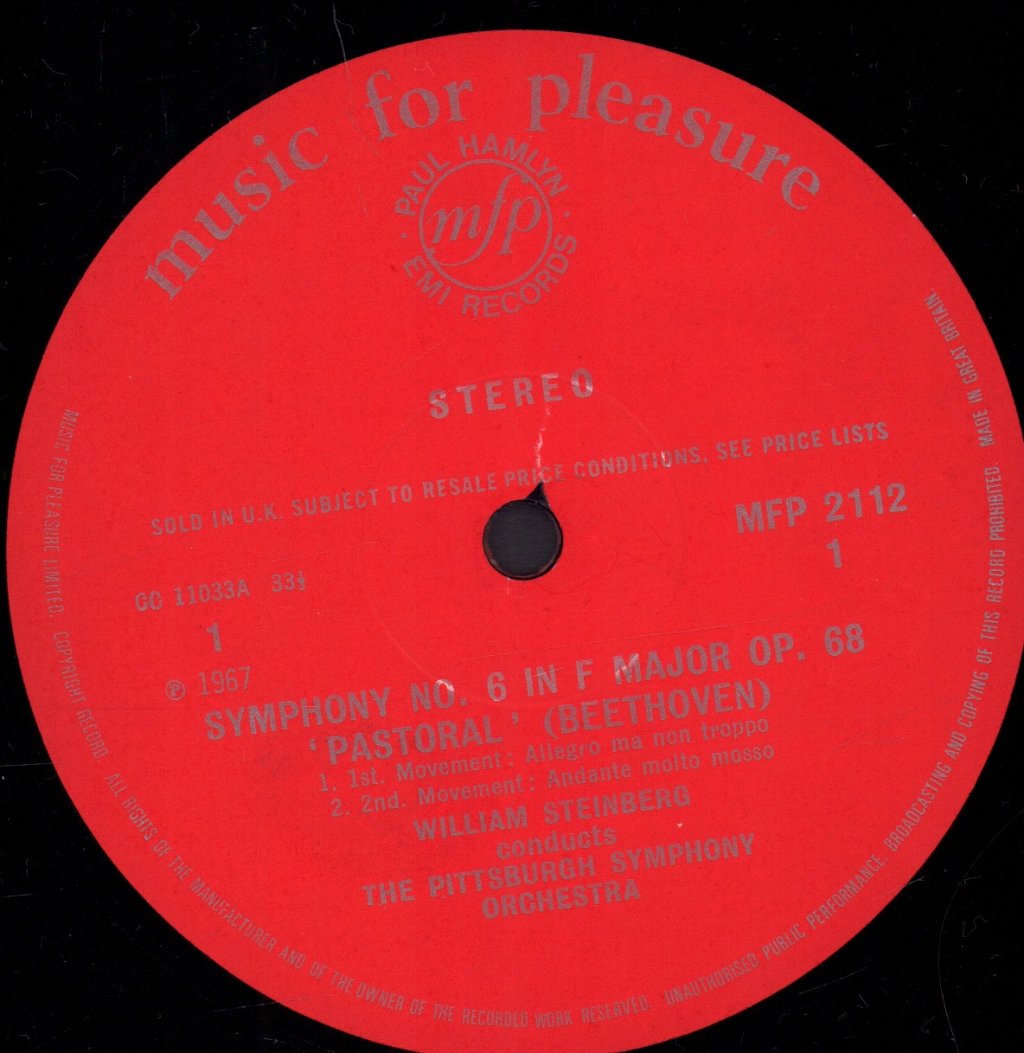 music for pleasure
PAUL HAMLYN
mfp
· EMI RECORDS ·
STEREO
SOLD IN U.K. SUBJECT TO RESALE PRICE CONDITIONS, SEE PRICE LISTS
MFP 2112
1
CC 11033A 33⅓
1
℗ 1967
SYMPHONY NO. 6 IN F MAJOR OP. 68
‘PASTORAL’ (BEETHOVEN)
1. 1st. Movement: Allegro ma non troppo
2. 2nd. Movement: Andante molto mosso
WILLIAM STEINBERG
conducts
THE PITTSBURGH SYMPHONY
ORCHESTRA
MUSIC FOR PLEASURE LIMITED. COPYRIGHT RECORD. ALL RIGHTS OF THE MANUFACTURER AND OF THE OWNER OF THE RECORDED WORK RESERVED. UNAUTHORISED PUBLIC PERFORMANCE, BROADCASTING AND COPYING OF THIS RECORD PROHIBITED. MADE IN GREAT BRITAIN.